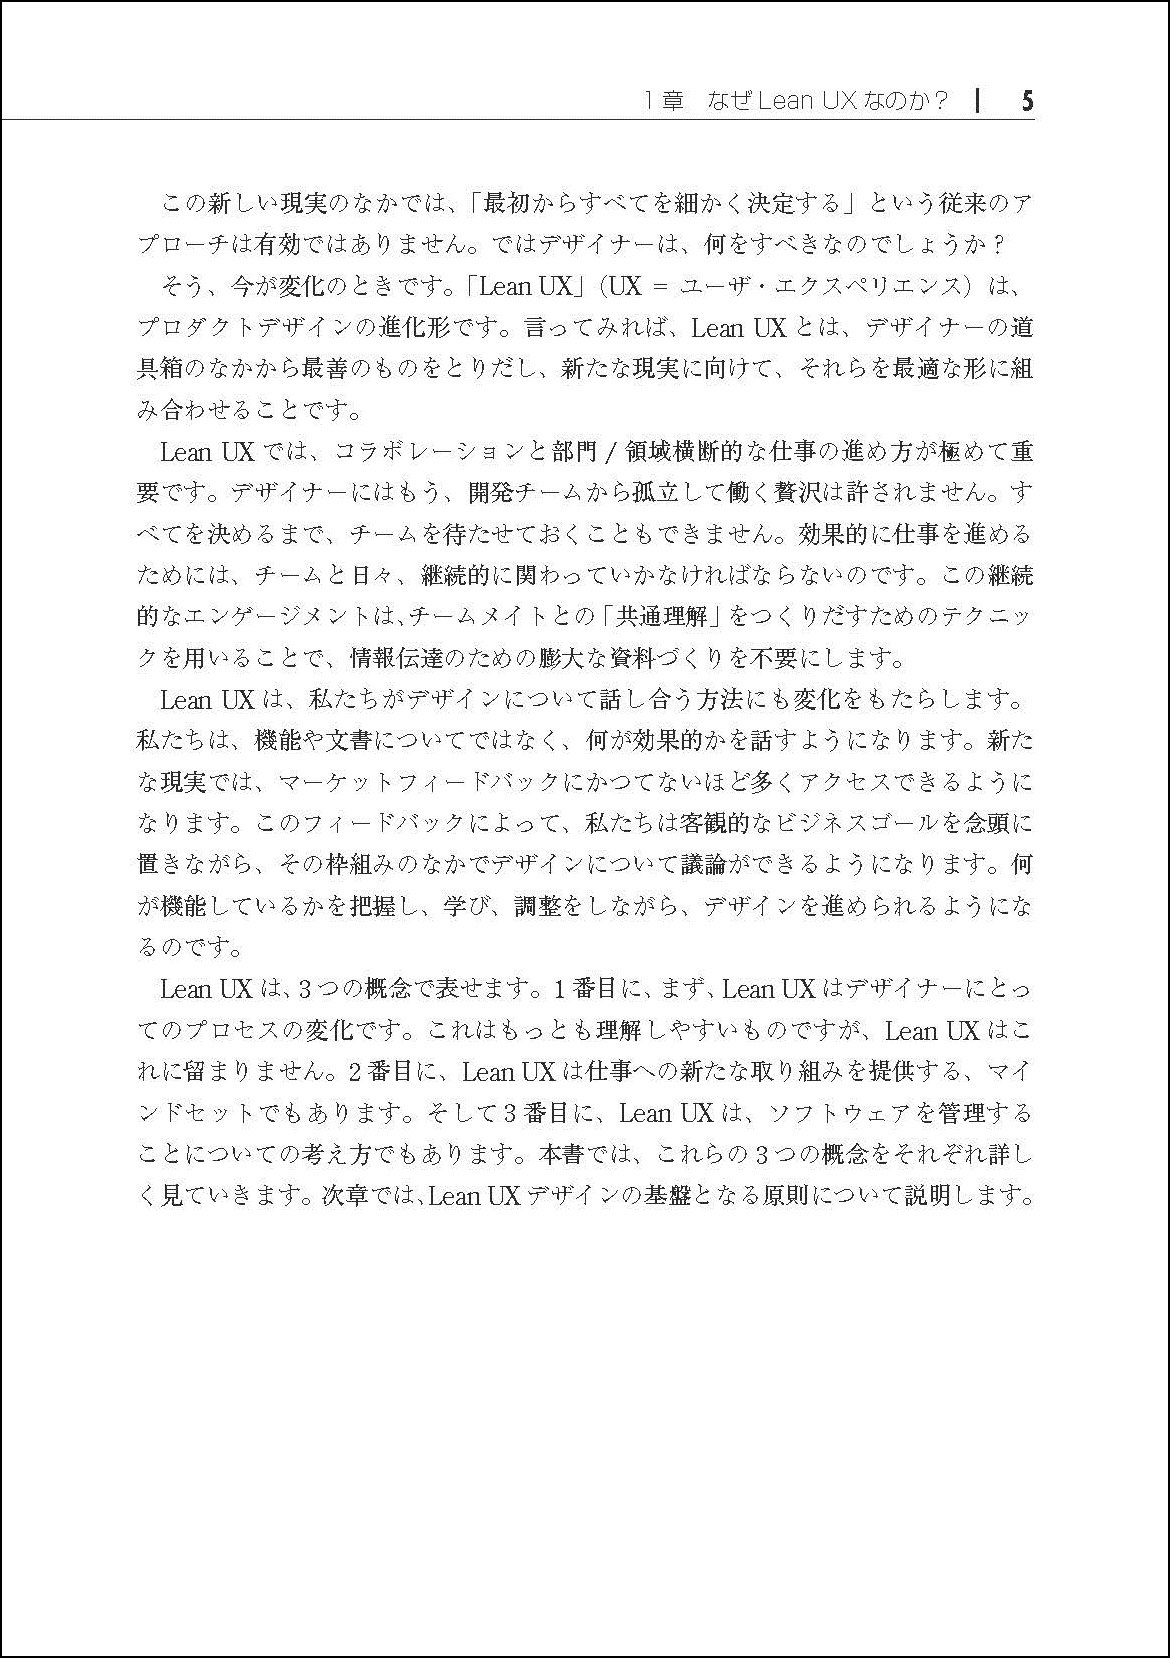 1章　なぜLean UXなのか？ | 5
この新しい現実のなかでは、「最初からすべてを細かく決定する」という従来のア
プローチは有効ではありません。ではデザイナーは、何をすべきなのでしょうか？
そう、今が変化のときです。「Lean UX」（UX = ユーザ・エクスペリエンス）は、
プロダクトデザインの進化形です。言ってみれば、Lean UXとは、デザイナーの道
具箱のなかから最善のものをとりだし、新たな現実に向けて、それらを最適な形に組
み合わせることです。
Lean UXでは、コラボレーションと部門/領域横断的な仕事の進め方が極めて重
要です。デザイナーにはもう、開発チームから孤立して働く贅沢は許されません。す
べてを決めるまで、チームを待たせておくこともできません。効果的に仕事を進める
ためには、チームと日々、継続的に関わっていかなければならないのです。この継続
的なエンゲージメントは、チームメイトとの「共通理解」をつくりだすためのテクニッ
クを用いることで、情報伝達のための膨大な資料づくりを不要にします。
Lean UXは、私たちがデザインについて話し合う方法にも変化をもたらします。
私たちは、機能や文書についてではなく、何が効果的かを話すようになります。新た
な現実では、マーケットフィードバックにかつてないほど多くアクセスできるように
なります。このフィードバックによって、私たちは客観的なビジネスゴールを念頭に
置きながら、その枠組みのなかでデザインについて議論ができるようになります。何
が機能しているかを把握し、学び、調整をしながら、デザインを進められるようにな
るのです。
Lean UXは、3つの概念で表せます。1番目に、まず、Lean UXはデザイナーにとっ
てのプロセスの変化です。これはもっとも理解しやすいものですが、Lean UXはこ
れに留まりません。2番目に、Lean UXは仕事への新たな取り組みを提供する、マイ
ンドセットでもあります。そして3番目に、Lean UXは、ソフトウェアを管理する
ことについての考え方でもあります。本書では、これらの3つの概念をそれぞれ詳し
く見ていきます。次章では、Lean UXデザインの基盤となる原則について説明します。